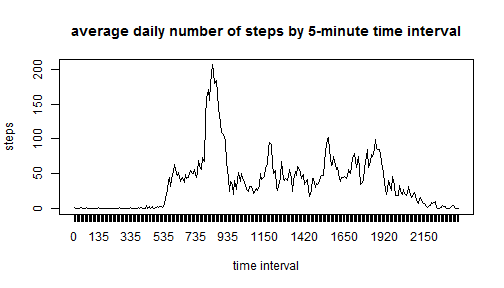 average daily number of steps by 5-minute time interval
200
150
100
50
0
steps
0 135 335 535 735 935 1150 1420 1650 1920 2150
time interval